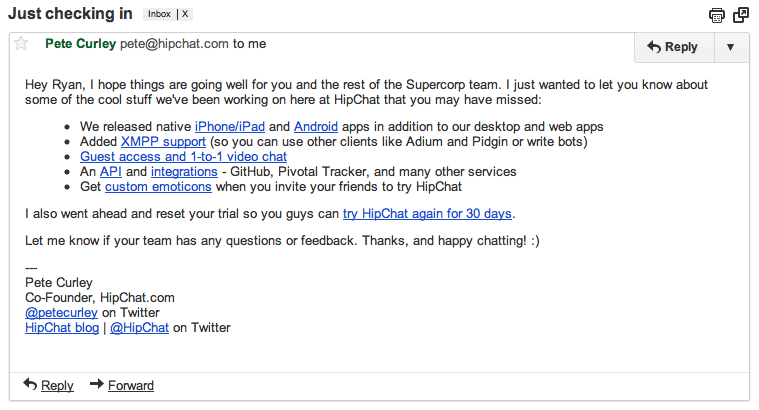 Just checking in Inbox | X
Pete Curley pete@hipchat.com to me
Reply
Hey Ryan, I hope things are going well for you and the rest of the Supercorp team. I just wanted to let you know about
some of the cool stuff we've been working on here at HipChat that you may have missed:
• We released native iPhone/iPad and Android apps in addition to our desktop and web apps
• Added XMPP support (so you can use other clients like Adium and Pidgin or write bots)
• Guest access and 1-to-1 video chat
• An API and integrations - GitHub, Pivotal Tracker, and many other services
• Get custom emoticons when you invite your friends to try HipChat
I also went ahead and reset your trial so you guys can try HipChat again for 30 days.
Let me know if your team has any questions or feedback. Thanks, and happy chatting! :)
---
Pete Curley
Co-Founder, HipChat.com
@petecurley on Twitter
HipChat blog | @HipChat on Twitter
Reply Forward